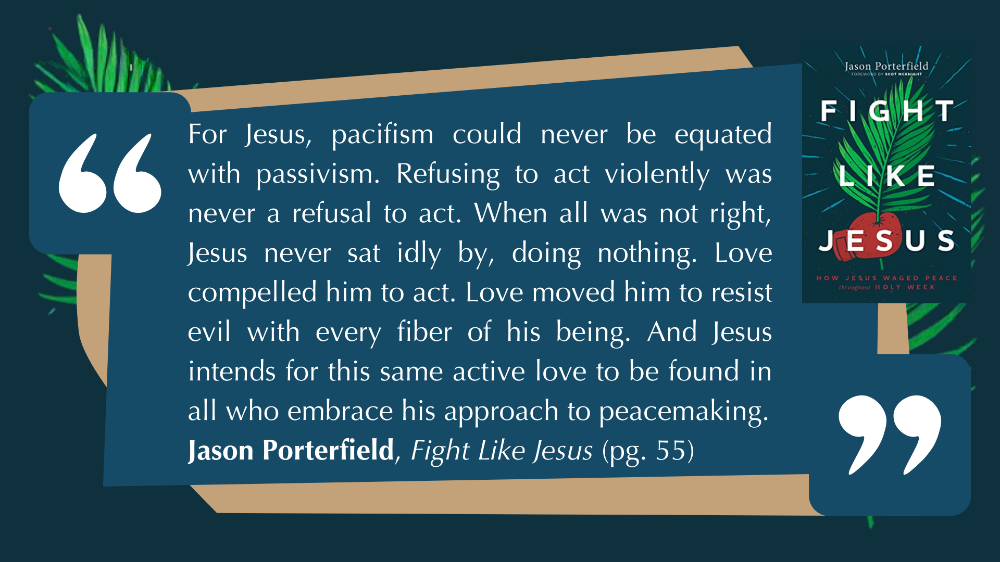 “
For Jesus, pacifism could never be equated
with passivism. Refusing to act violently was
never a refusal to act. When all was not right,
Jesus never sat idly by, doing nothing. Love
compelled him to act. Love moved him to resist
evil with every fiber of his being. And Jesus
intends for this same active love to be found in
all who embrace his approach to peacemaking.
Jason Porterfield, Fight Like Jesus (pg. 55)
”
Jason Porterfield
FOREWORD BY SCOT MCKNIGHT
FIGHT
LIKE
JESUS
HOW JESUS WAGED PEACE
throughout HOLY WEEK